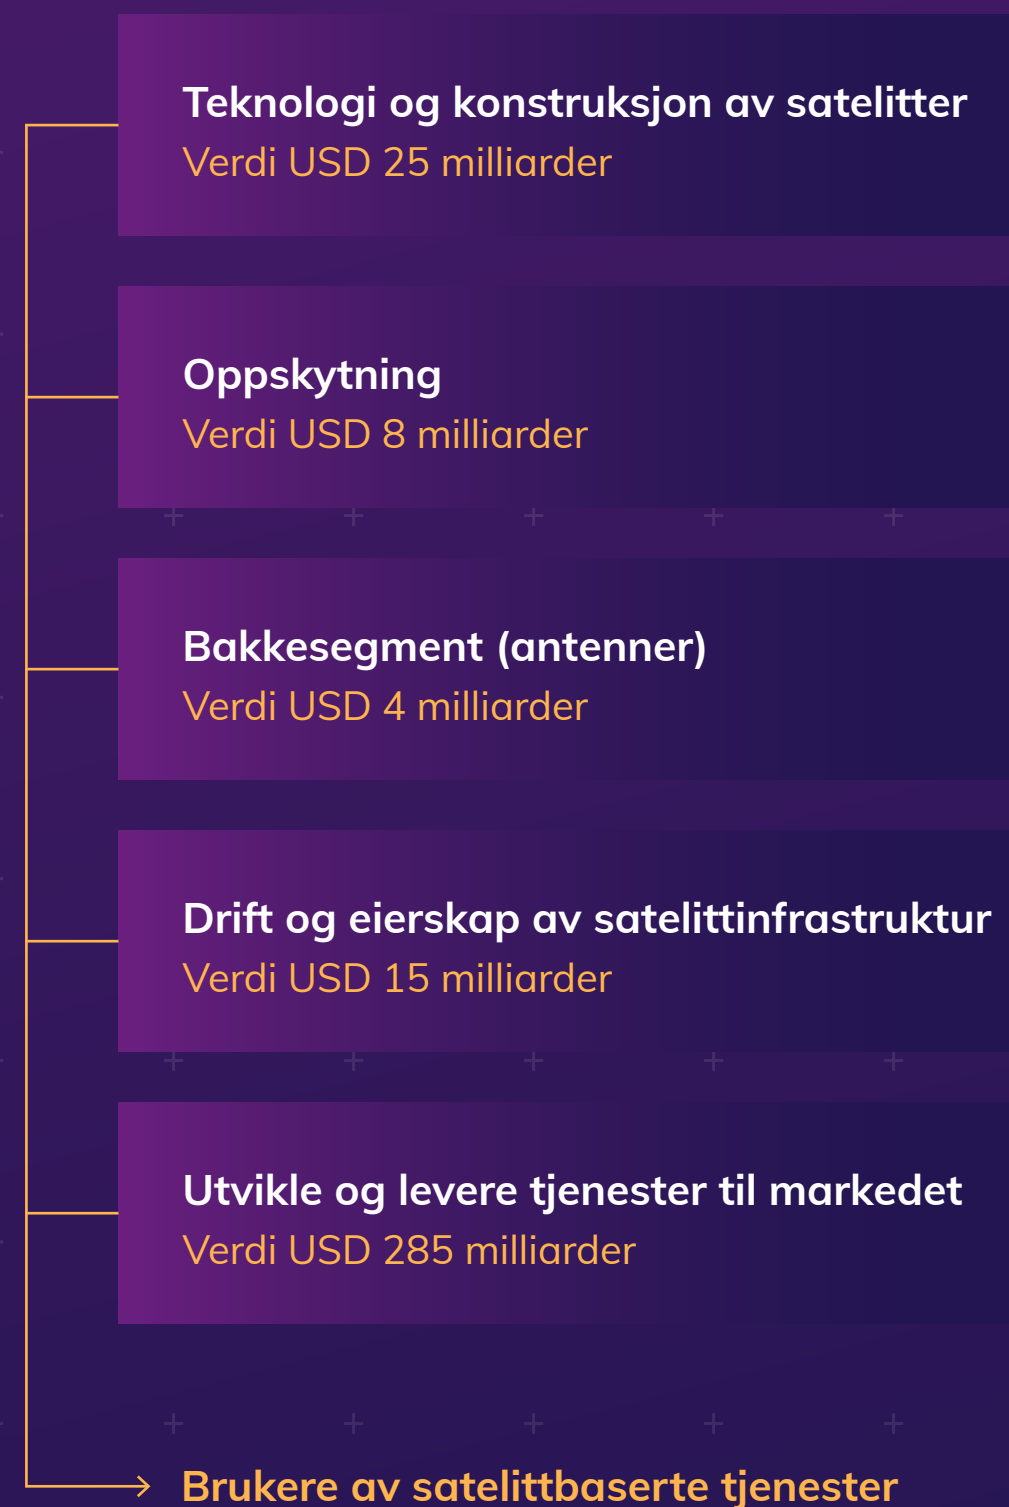 Teknologi og konstruksjon av satelitter
Verdi USD 25 milliarder
Oppskytning
Verdi USD 8 milliarder
Bakkesegment (antenner)
Verdi USD 4 milliarder
Drift og eierskap av satelittinfrastruktur
Verdi USD 15 milliarder
Utvikle og levere tjenester til markedet
Verdi USD 285 milliarder
Brukere av satelittbaserte tjenester